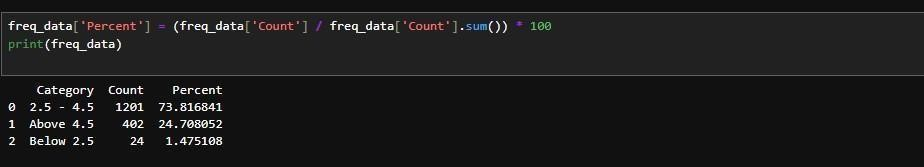 freq_data['Percent'] = (freq_data['Count'] / freq_data['Count'].sum()) * 100
print(freq_data)
Category Count Percent
0 2.5 - 4.5 1201 73.816841
1 Above 4.5 402 24.708052
2 Below 2.5 24 1.475108